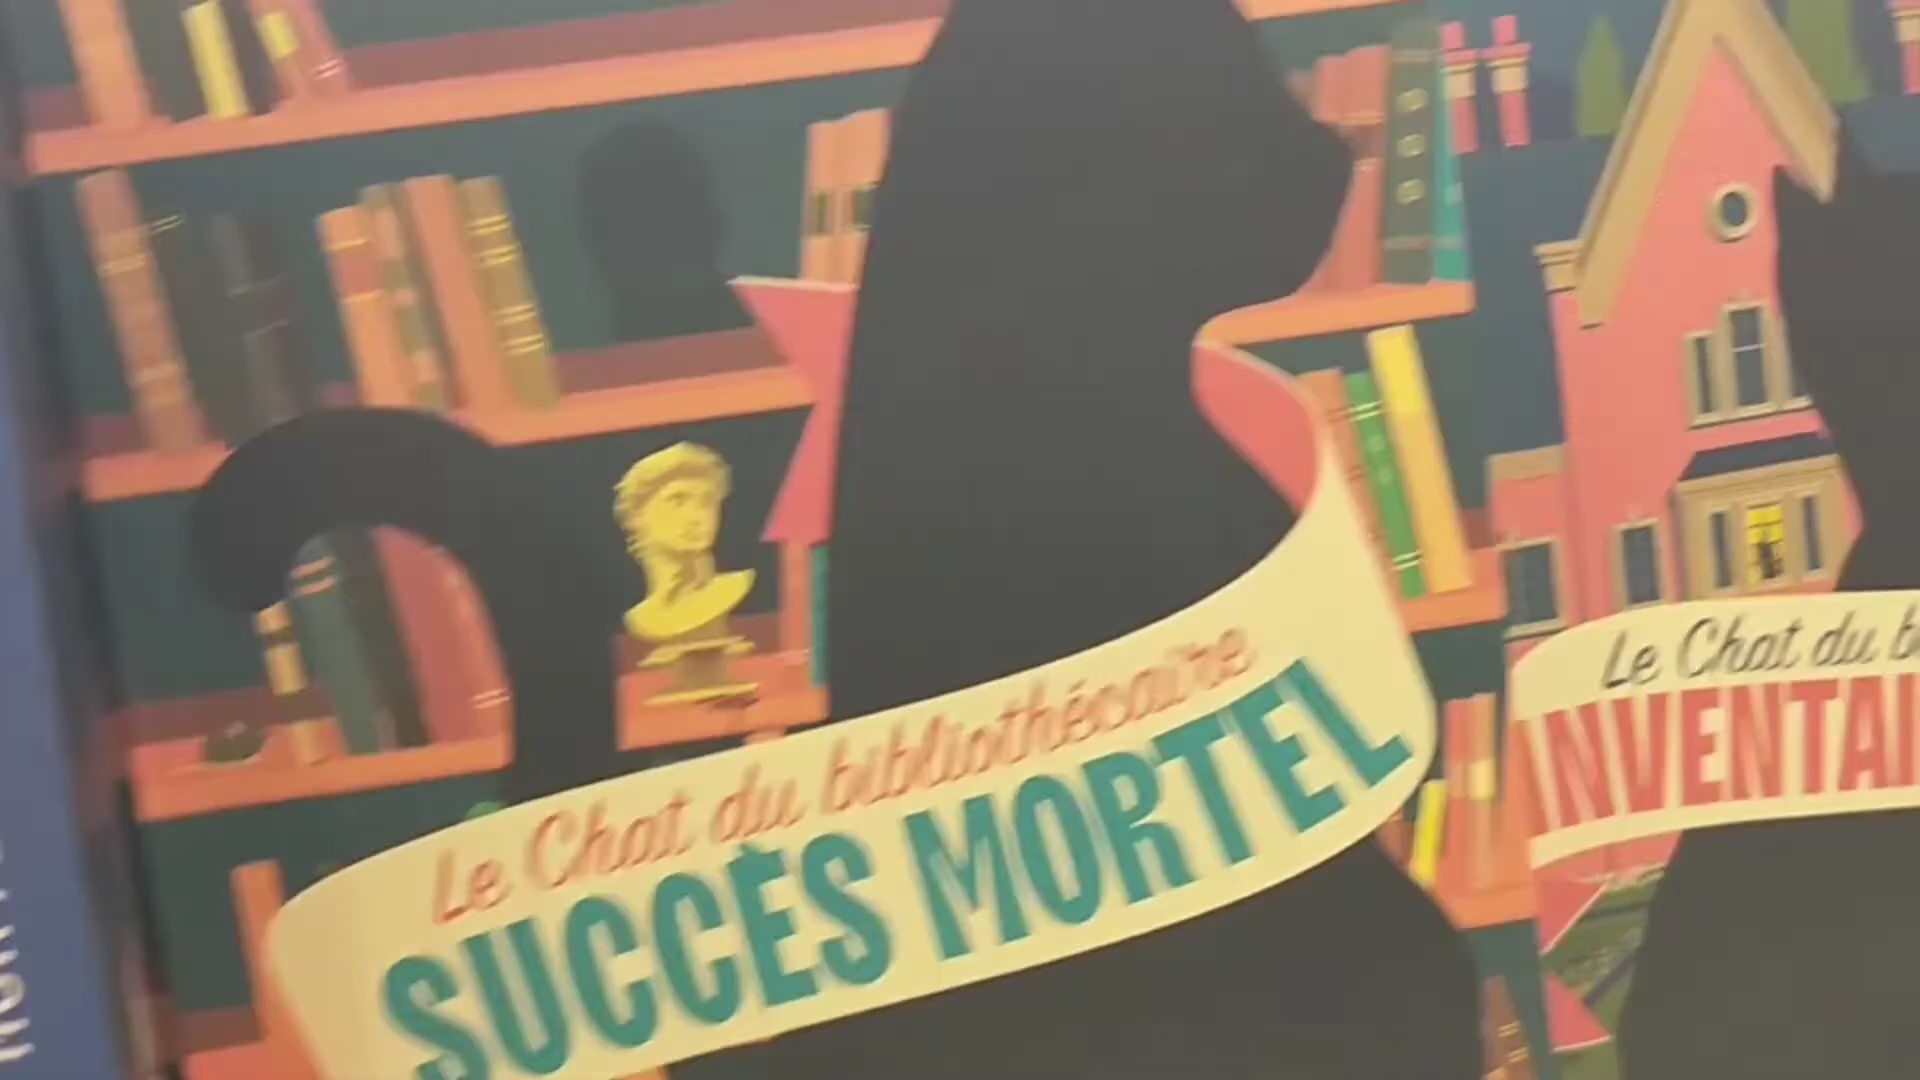 Le Chat du bibliothécaire
SUCCÈS MORTEL
Le Chat du
INVENTAI